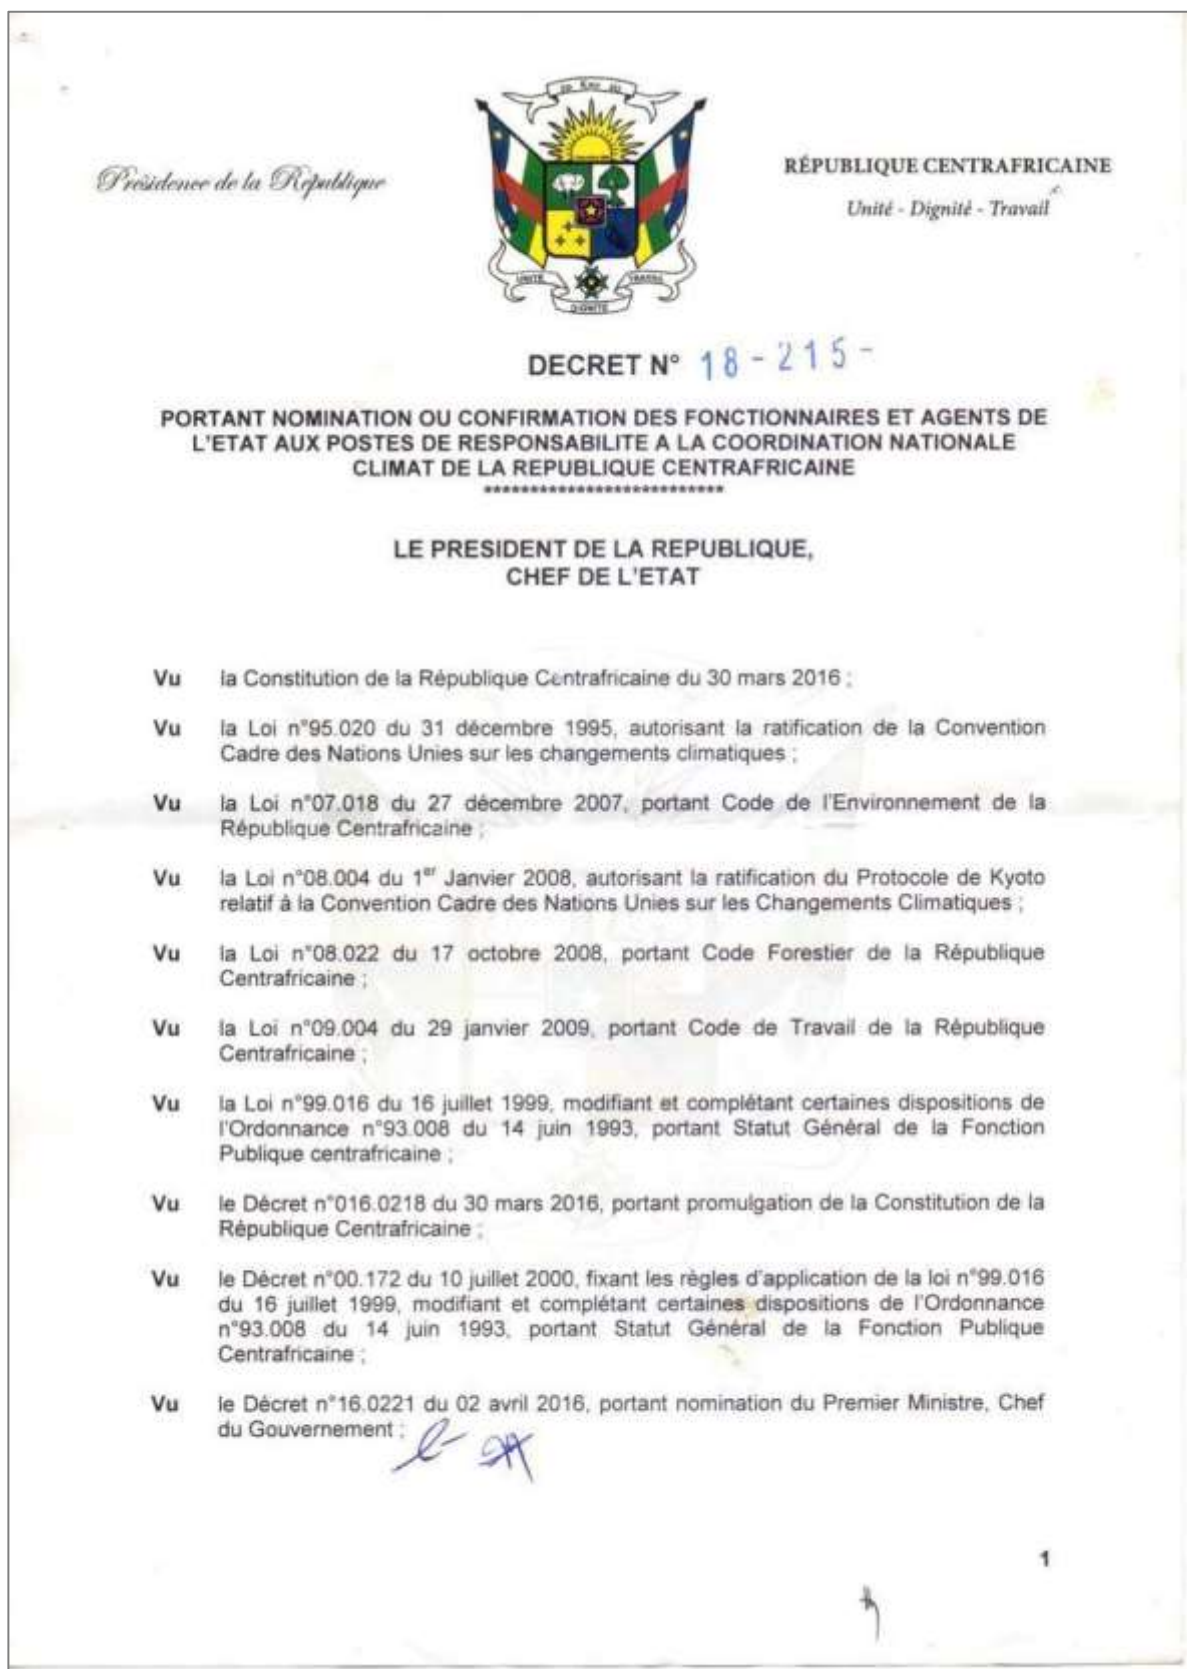 ZO KWE ZO
Présidence de la République
RÉPUBLIQUE CENTRAFRICAINE
Unité - Dignité - Travail
UNITE
TRAVAIL
DIGNITE
DECRET N° 18 - 215 -
PORTANT NOMINATION OU CONFIRMATION DES FONCTIONNAIRES ET AGENTS DE
L'ETAT AUX POSTES DE RESPONSABILITE A LA COORDINATION NATIONALE
CLIMAT DE LA REPUBLIQUE CENTRAFRICAINE
**************************
LE PRESIDENT DE LA REPUBLIQUE,
CHEF DE L'ETAT
Vu la Constitution de la République Centrafricaine du 30 mars 2016 ;
Vu la Loi n°95.020 du 31 décembre 1995, autorisant la ratification de la Convention
Cadre des Nations Unies sur les changements climatiques ;
Vu la Loi n°07.018 du 27 décembre 2007, portant Code de l'Environnement de la
République Centrafricaine ;
Vu la Loi n°08.004 du 1er Janvier 2008, autorisant la ratification du Protocole de Kyoto
relatif à la Convention Cadre des Nations Unies sur les Changements Climatiques ;
Vu la Loi n°08.022 du 17 octobre 2008, portant Code Forestier de la République
Centrafricaine ;
Vu la Loi n°09.004 du 29 janvier 2009, portant Code de Travail de la République
Centrafricaine ;
Vu la Loi n°99.016 du 16 juillet 1999, modifiant et complétant certaines dispositions de
l'Ordonnance n°93.008 du 14 juin 1993, portant Statut Général de la Fonction
Publique centrafricaine ;
Vu le Décret n°016.0218 du 30 mars 2016, portant promulgation de la Constitution de la
République Centrafricaine ;
Vu le Décret n°00.172 du 10 juillet 2000, fixant les règles d'application de la loi n°99.016
du 16 juillet 1999, modifiant et complétant certaines dispositions de l'Ordonnance
n°93.008 du 14 juin 1993, portant Statut Général de la Fonction Publique
Centrafricaine ;
Vu le Décret n°16.0221 du 02 avril 2016, portant nomination du Premier Ministre, Chef
du Gouvernement ;
1